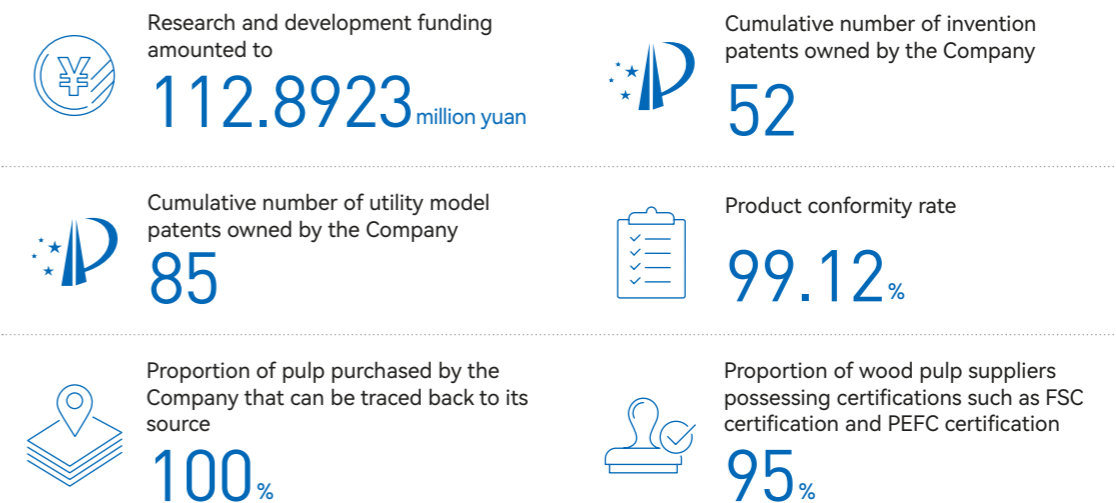 Research and development funding
amounted to
112.8923 million yuan
Cumulative number of invention
patents owned by the Company
52
Cumulative number of utility model
patents owned by the Company
85
Product conformity rate
99.12%
Proportion of pulp purchased by the
Company that can be traced back to its
source
100%
Proportion of wood pulp suppliers
possessing certifications such as FSC
certification and PEFC certification
95%